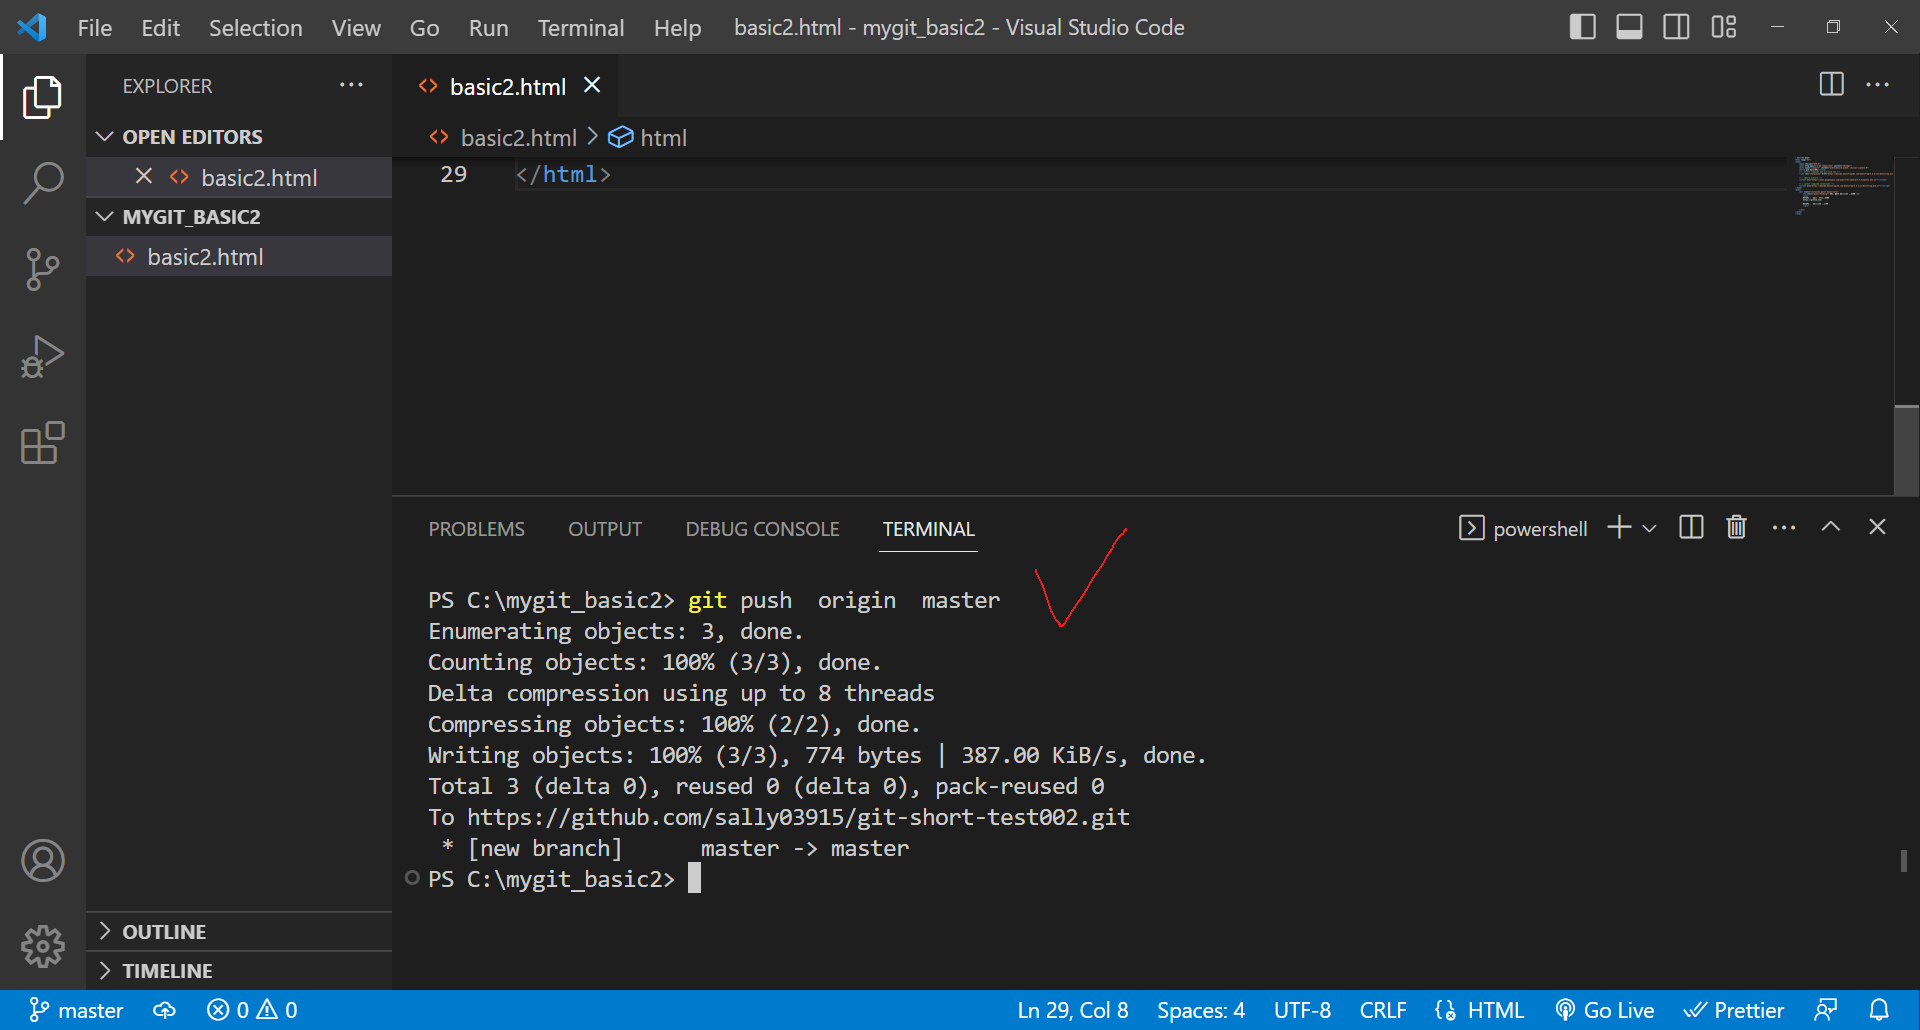 File Edit Selection View Go Run Terminal Help basic2.html - mygit_basic2 - Visual Studio Code
EXPLORER
OPEN EDITORS
basic2.html
MYGIT_BASIC2
basic2.html
OUTLINE
TIMELINE
basic2.html
basic2.html > html
29 </html>
PROBLEMS OUTPUT DEBUG CONSOLE TERMINAL powershell
PS C:\mygit_basic2> git push  origin  master
Enumerating objects: 3, done.
Counting objects: 100% (3/3), done.
Delta compression using up to 8 threads
Compressing objects: 100% (2/2), done.
Writing objects: 100% (3/3), 774 bytes | 387.00 KiB/s, done.
Total 3 (delta 0), reused 0 (delta 0), pack-reused 0
To https://github.com/sally03915/git-short-test002.git
 * [new branch]      master -> master
PS C:\mygit_basic2>
master 0 0 Ln 29, Col 8 Spaces: 4 UTF-8 CRLF HTML Go Live Prettier